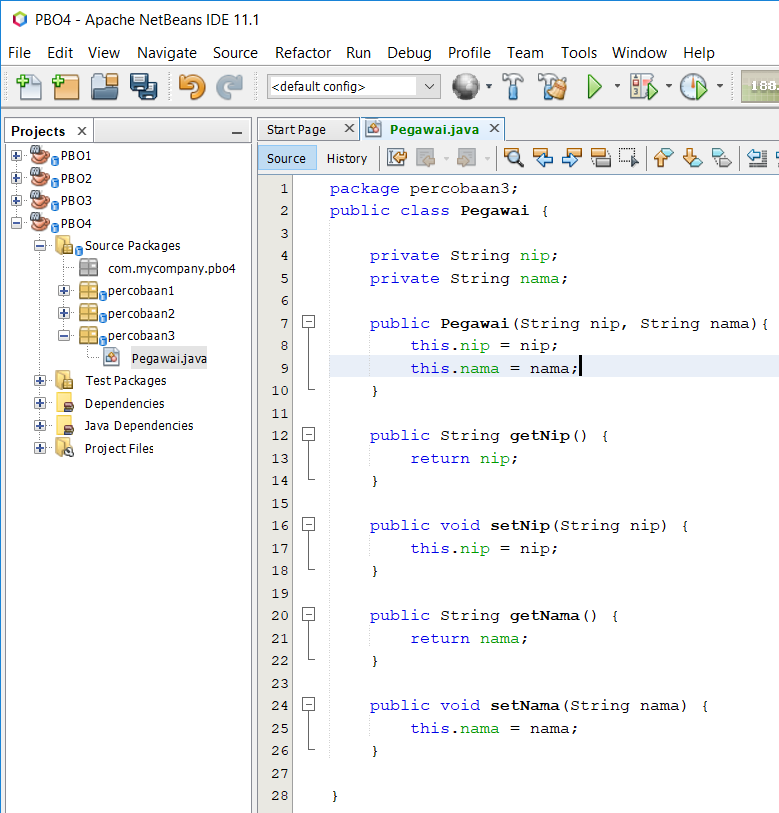 PBO4 - Apache NetBeans IDE 11.1
File Edit View Navigate Source Refactor Run Debug Profile Team Tools Window Help
<default config>
Projects
PBO1
PBO2
PBO3
PBO4
Source Packages
com.mycompany.pbo4
percobaan1
percobaan2
percobaan3
Pegawai.java
Test Packages
Dependencies
Java Dependencies
Project Files
Start Page Pegawai.java
Source History
1 package percobaan3;
2 public class Pegawai {
3
4 private String nip;
5 private String nama;
6
7 public Pegawai(String nip, String nama){
8 this.nip = nip;
9 this.nama = nama;
10 }
11
12 public String getNip() {
13 return nip;
14 }
15
16 public void setNip(String nip) {
17 this.nip = nip;
18 }
19
20 public String getNama() {
21 return nama;
22 }
23
24 public void setNama(String nama) {
25 this.nama = nama;
26 }
27
28 }